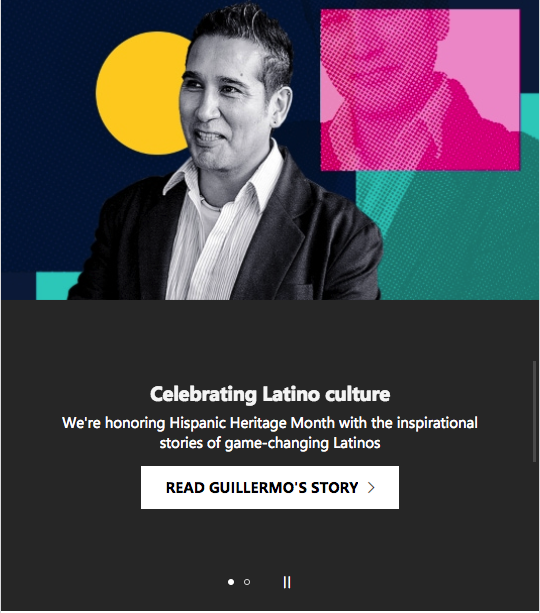 Celebrating Latino culture
We're honoring Hispanic Heritage Month with the inspirational
stories of game-changing Latinos
READ GUILLERMO'S STORY